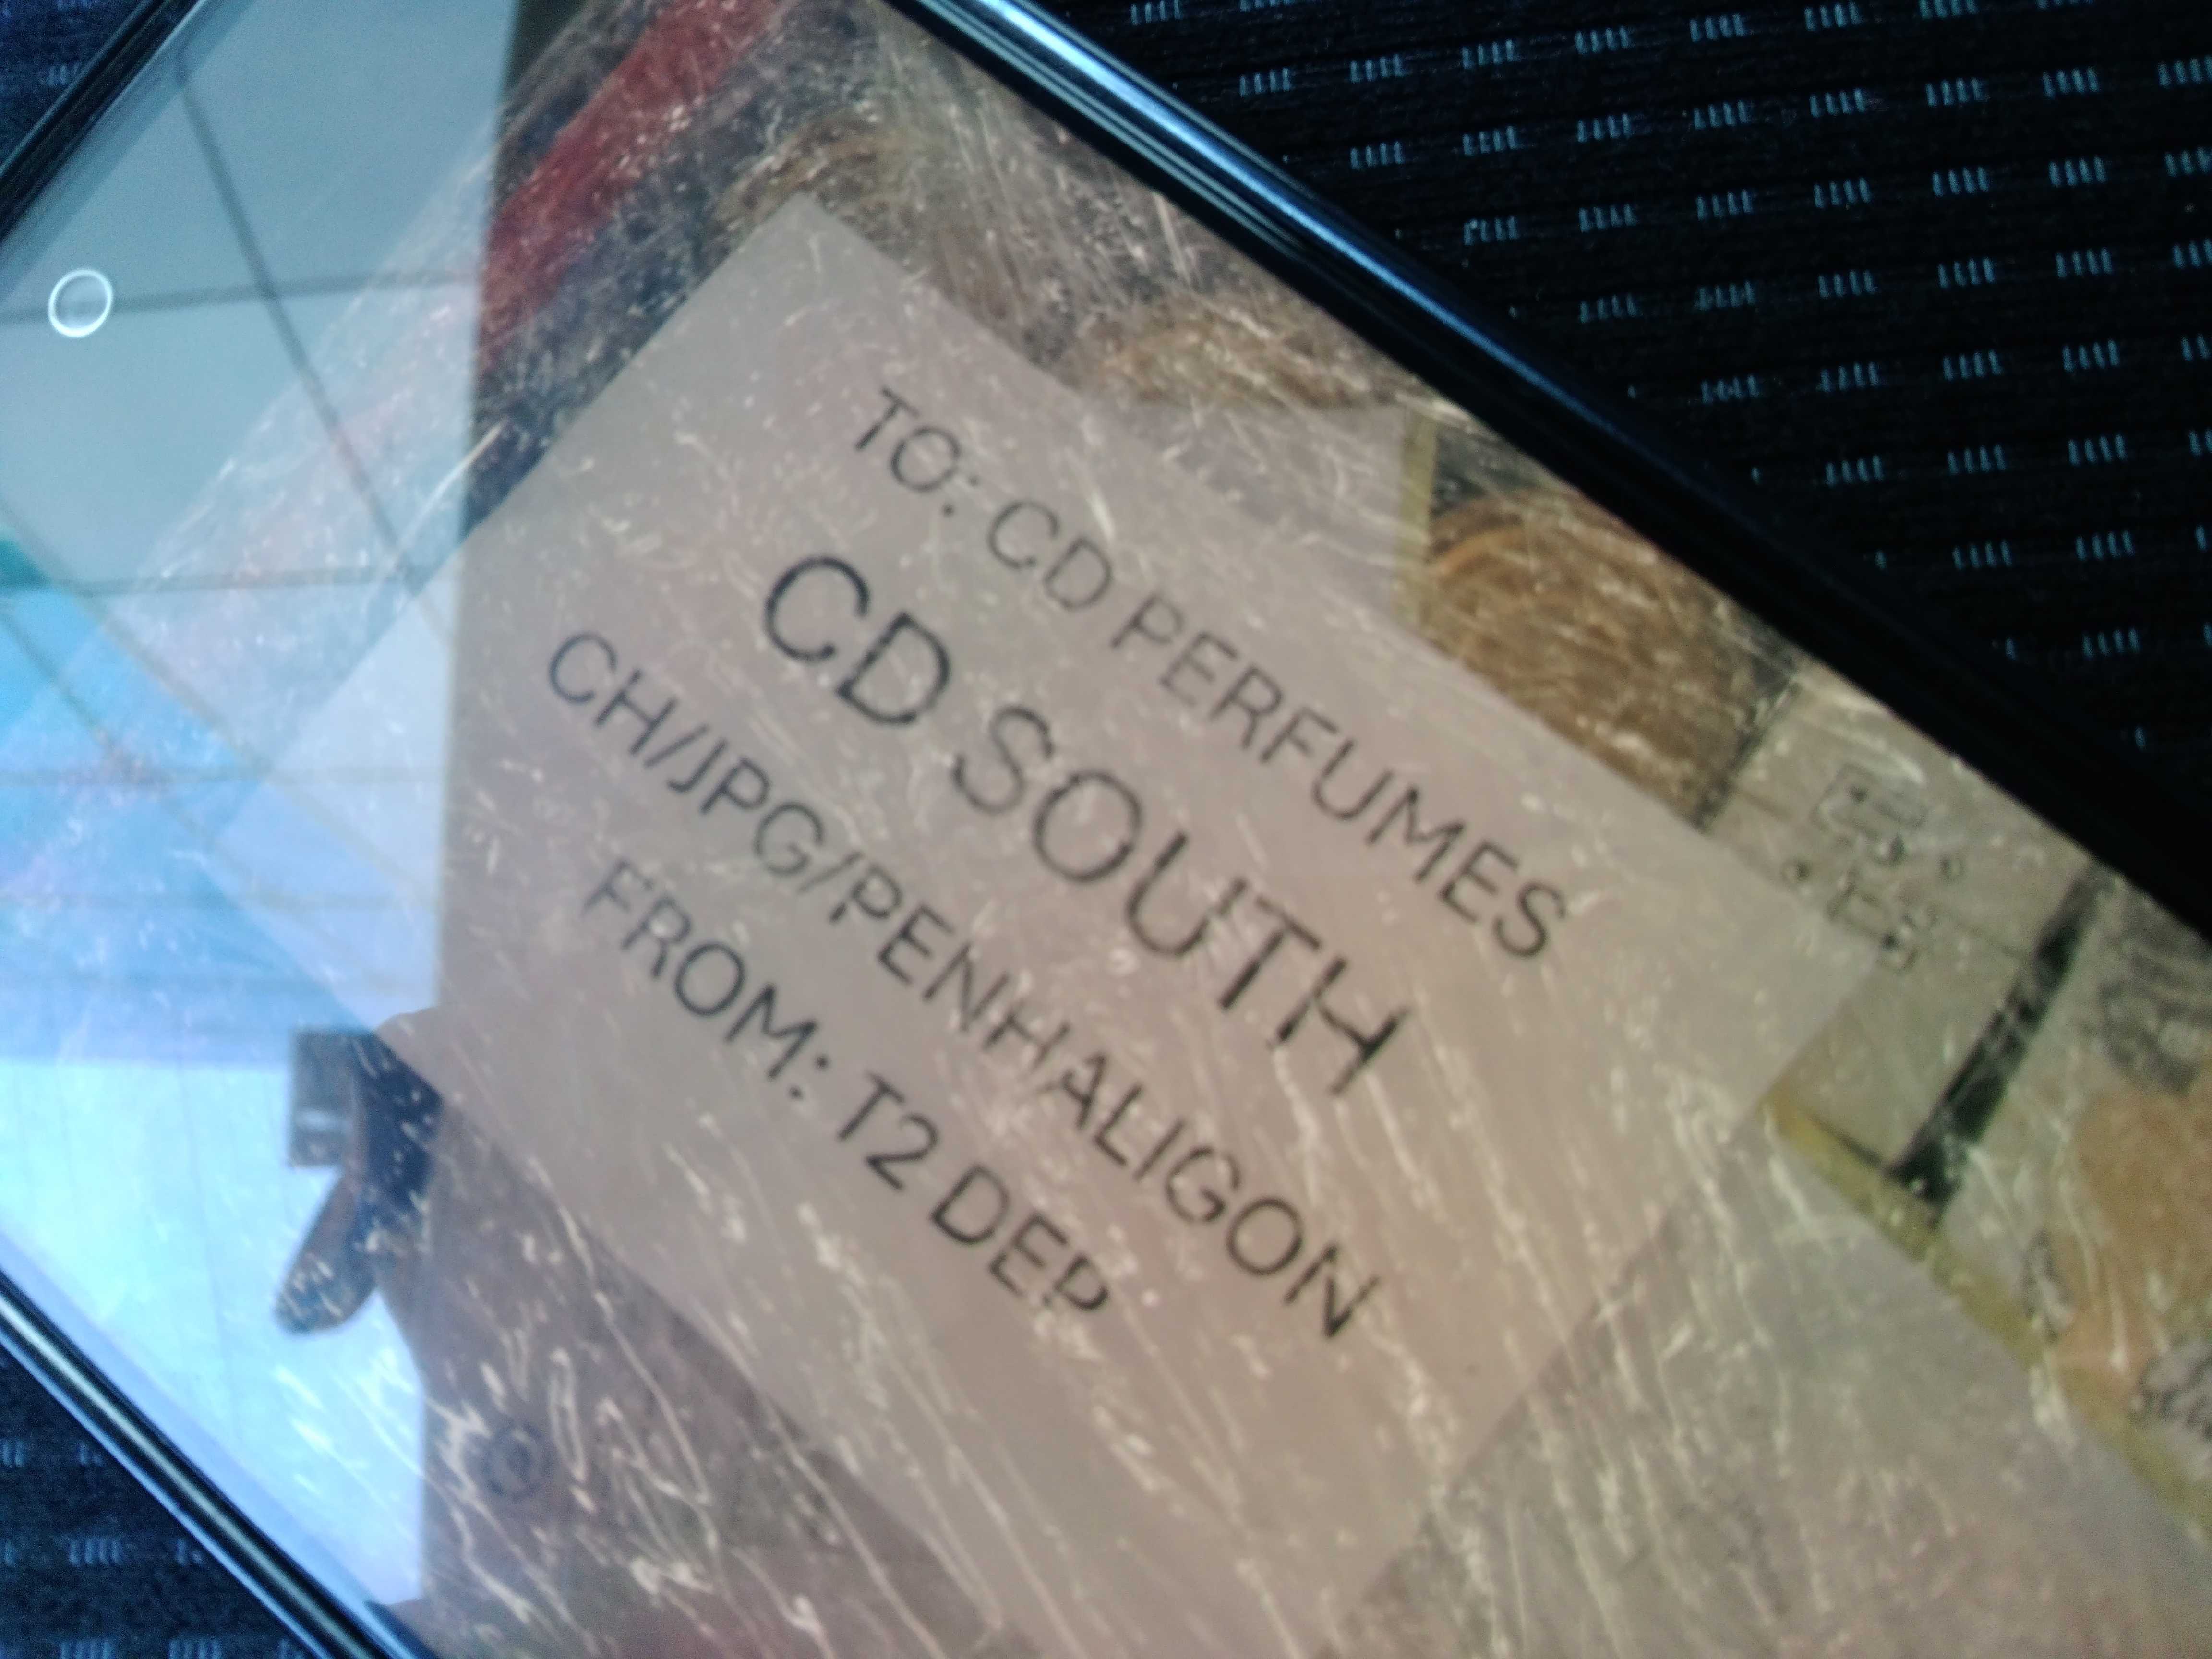 TO: CD PERFUMES
CD SOUTH
CH/JPG/PENHALIGON
FROM: T2 DEP